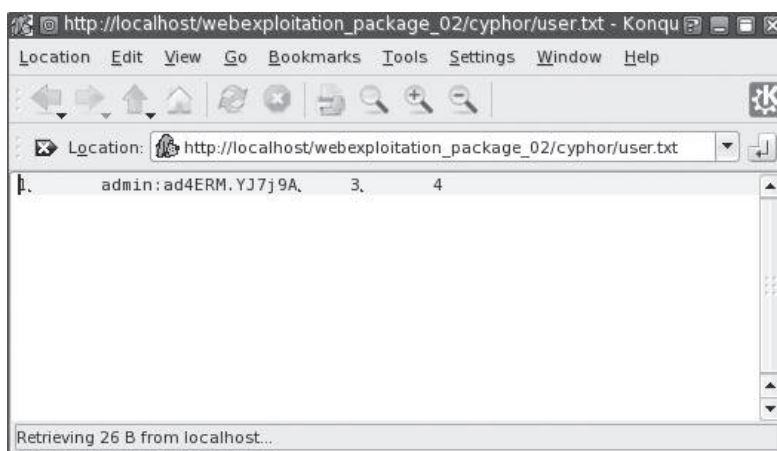 http://localhost/webexploitation_package_02/cyphor/user.txt - Konqu
Location Edit View Go Bookmarks Tools Settings Window Help
Location: http://localhost/webexploitation_package_02/cyphor/user.txt
1, admin:ad4ERM.YJ7j9A, 3, 4
Retrieving 26 B from localhost...